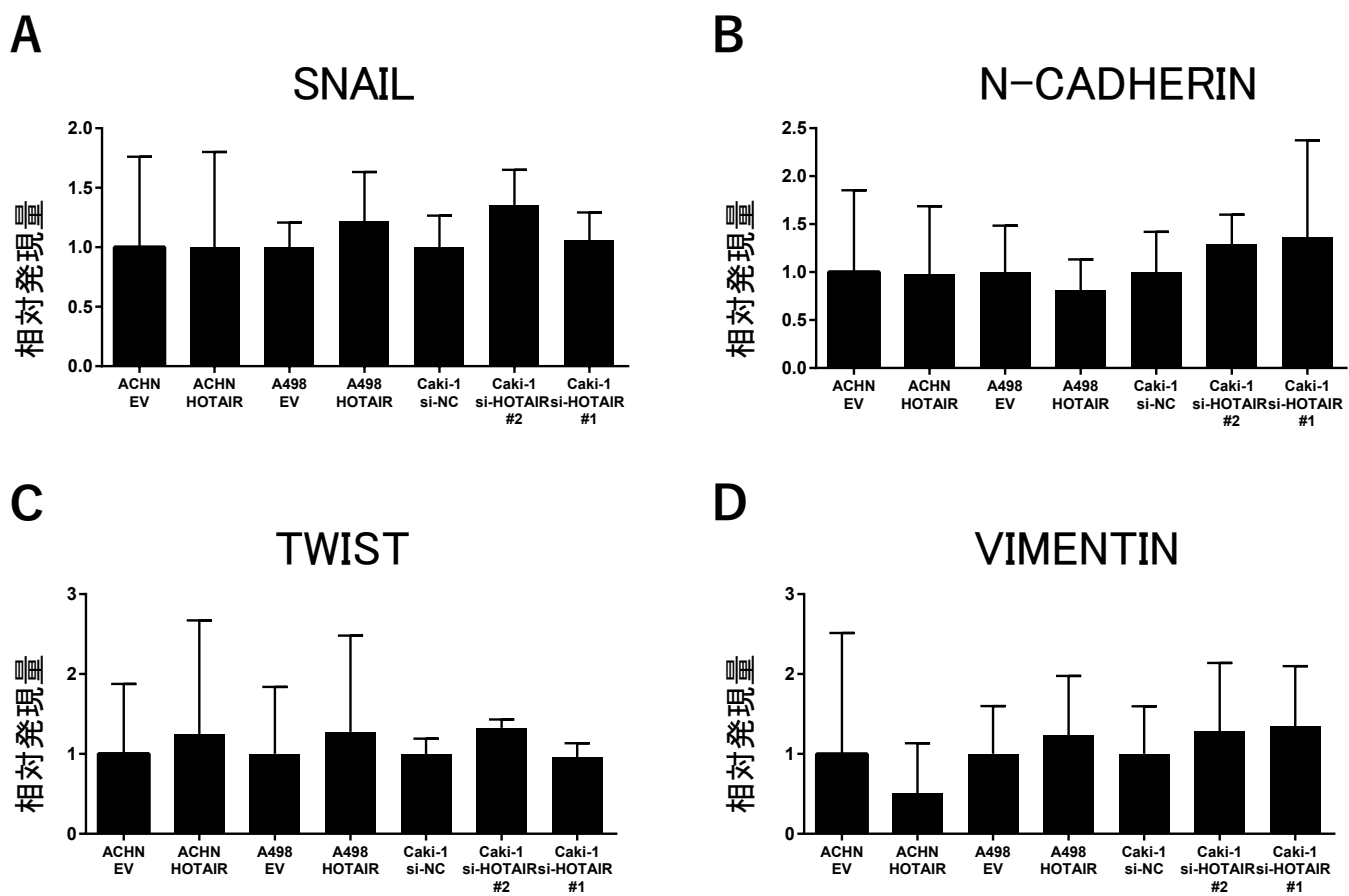 A
SNAIL
相対発現量
2.0
1.5
1.0
0.5
0.0
ACHN EV
ACHN HOTAIR
A498 EV
A498 HOTAIR
Caki-1 si-NC
Caki-1 si-HOTAIR #2
Caki-1 si-HOTAIR #1
B
N-CADHERIN
相対発現量
2.5
2.0
1.5
1.0
0.5
0.0
ACHN EV
ACHN HOTAIR
A498 EV
A498 HOTAIR
Caki-1 si-NC
Caki-1 si-HOTAIR #2
Caki-1 si-HOTAIR #1
C
TWIST
相対発現量
3
2
1
0
ACHN EV
ACHN HOTAIR
A498 EV
A498 HOTAIR
Caki-1 si-NC
Caki-1 si-HOTAIR #2
Caki-1 si-HOTAIR #1
D
VIMENTIN
相対発現量
3
2
1
0
ACHN EV
ACHN HOTAIR
A498 EV
A498 HOTAIR
Caki-1 si-NC
Caki-1 si-HOTAIR #2
Caki-1 si-HOTAIR #1